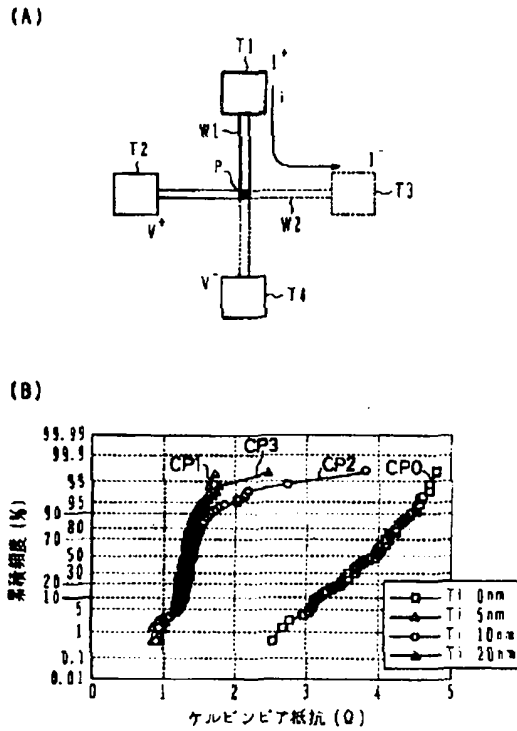 (A)
T1
I⁺
i
W1
T2
P
I⁻
T3
V⁺
W2
V⁻
T4
(B)
99.99
99.9
99
95
90
80
70
50
30
20
10
5
1
0.1
0.01
累積頻度 (%)
CP1
CP3
CP2
CP0
Ti 0nm
Ti 5nm
Ti 10nm
Ti 20nm
0 1 2 3 4 5
ケルビンビア抵抗 (Ω)